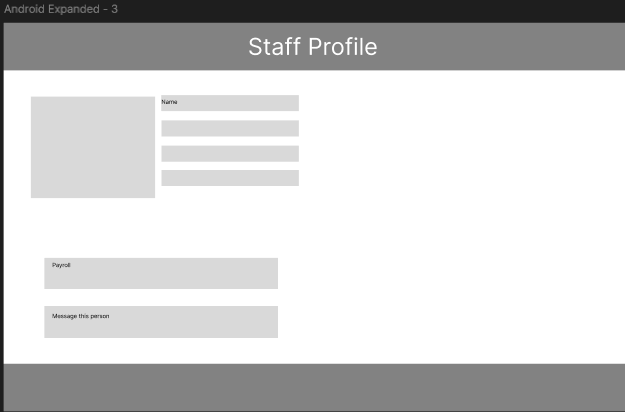 Android Expanded - 3
Staff Profile
Name
Payroll
Message this person